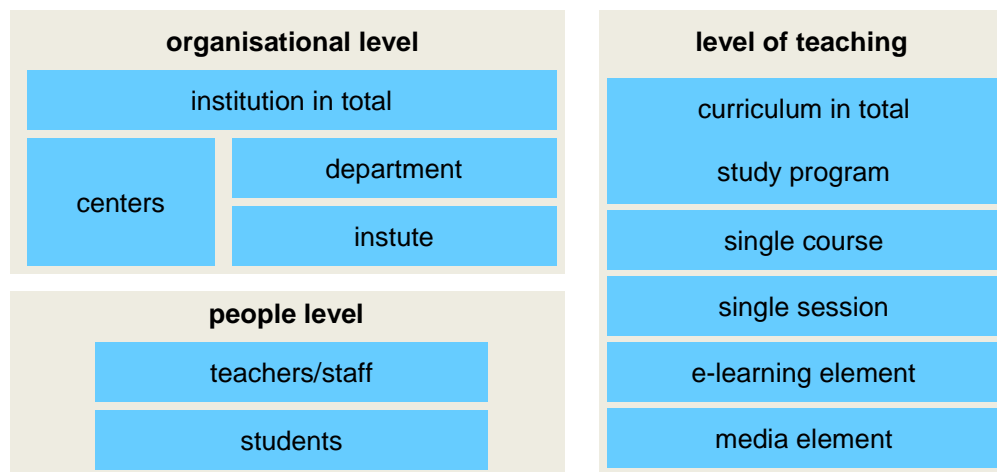 organisational level
institution in total
centers
department
instute
people level
teachers/staff
students
level of teaching
curriculum in total
study program
single course
single session
e-learning element
media element